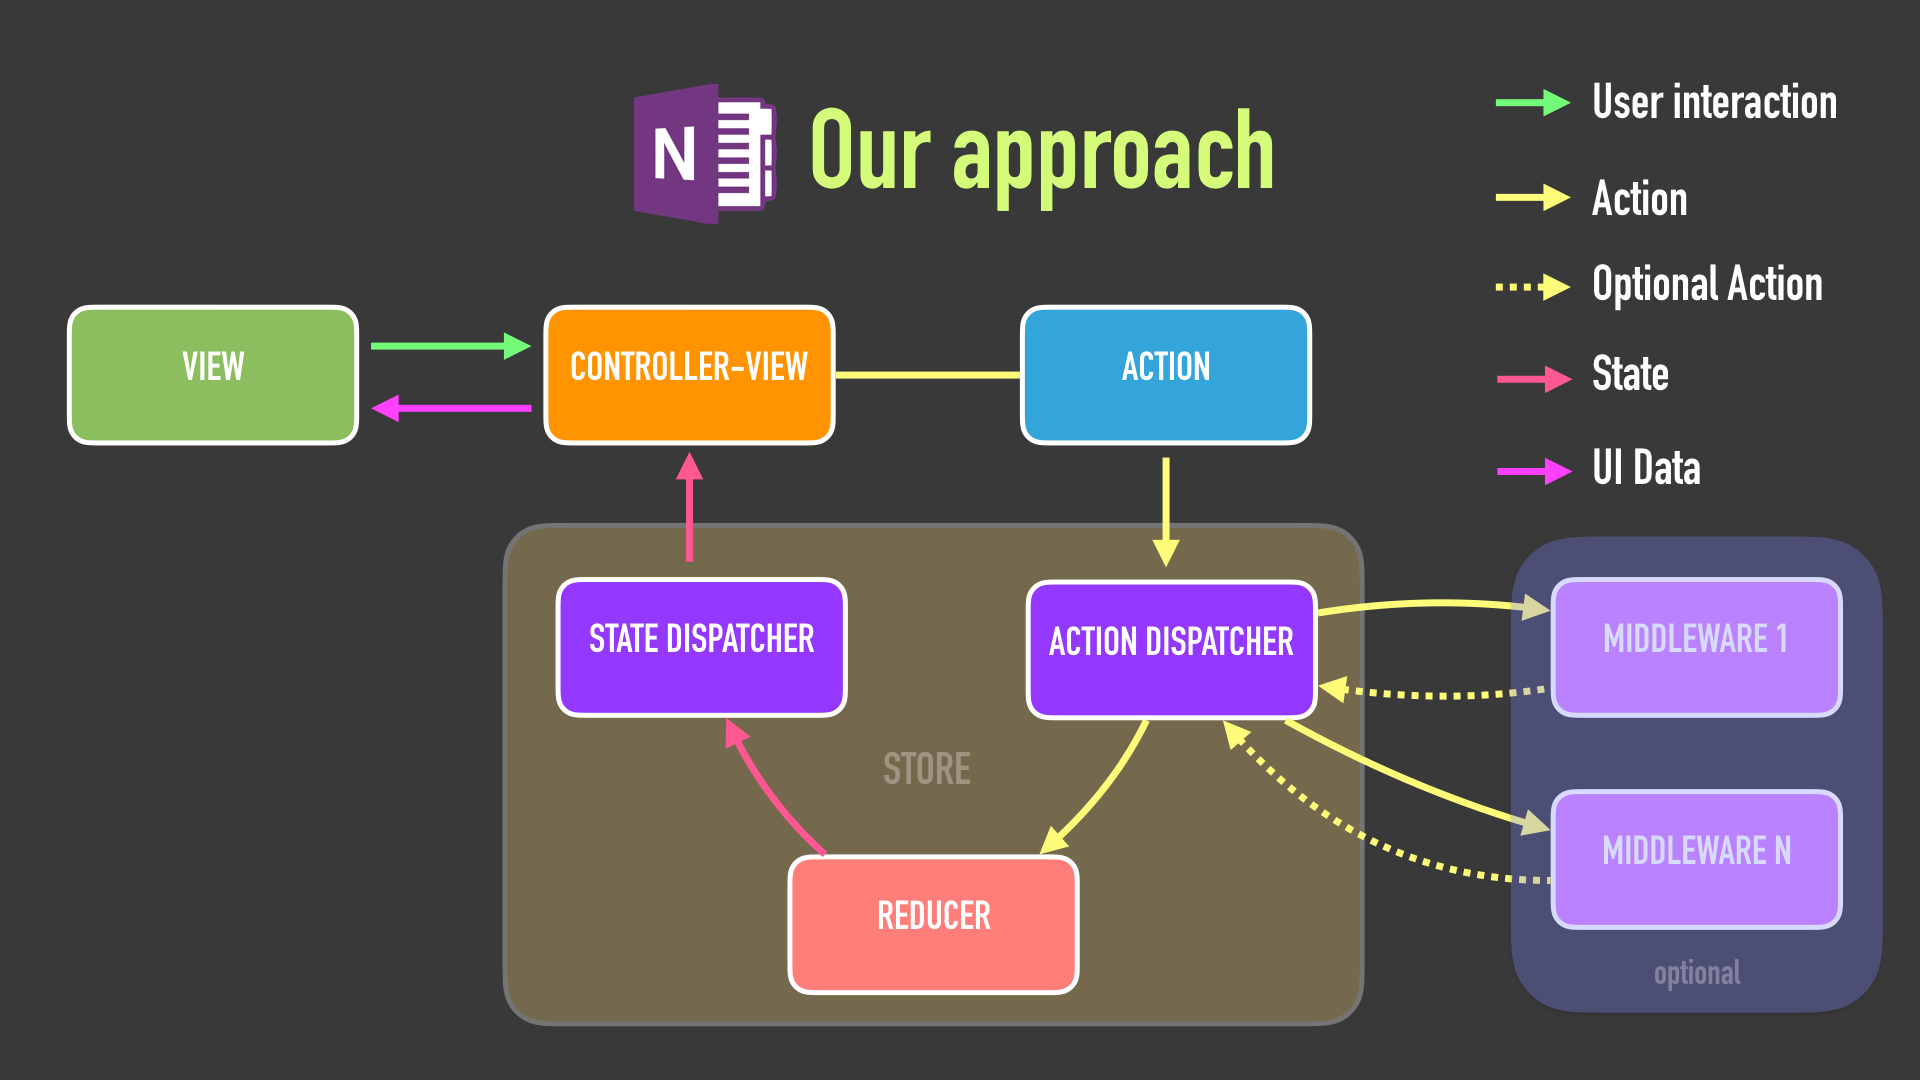 N
Our approach
User interaction
Action
Optional Action
State
UI Data
VIEW
CONTROLLER-VIEW
ACTION
STATE DISPATCHER
ACTION DISPATCHER
MIDDLEWARE 1
STORE
MIDDLEWARE N
REDUCER
optional